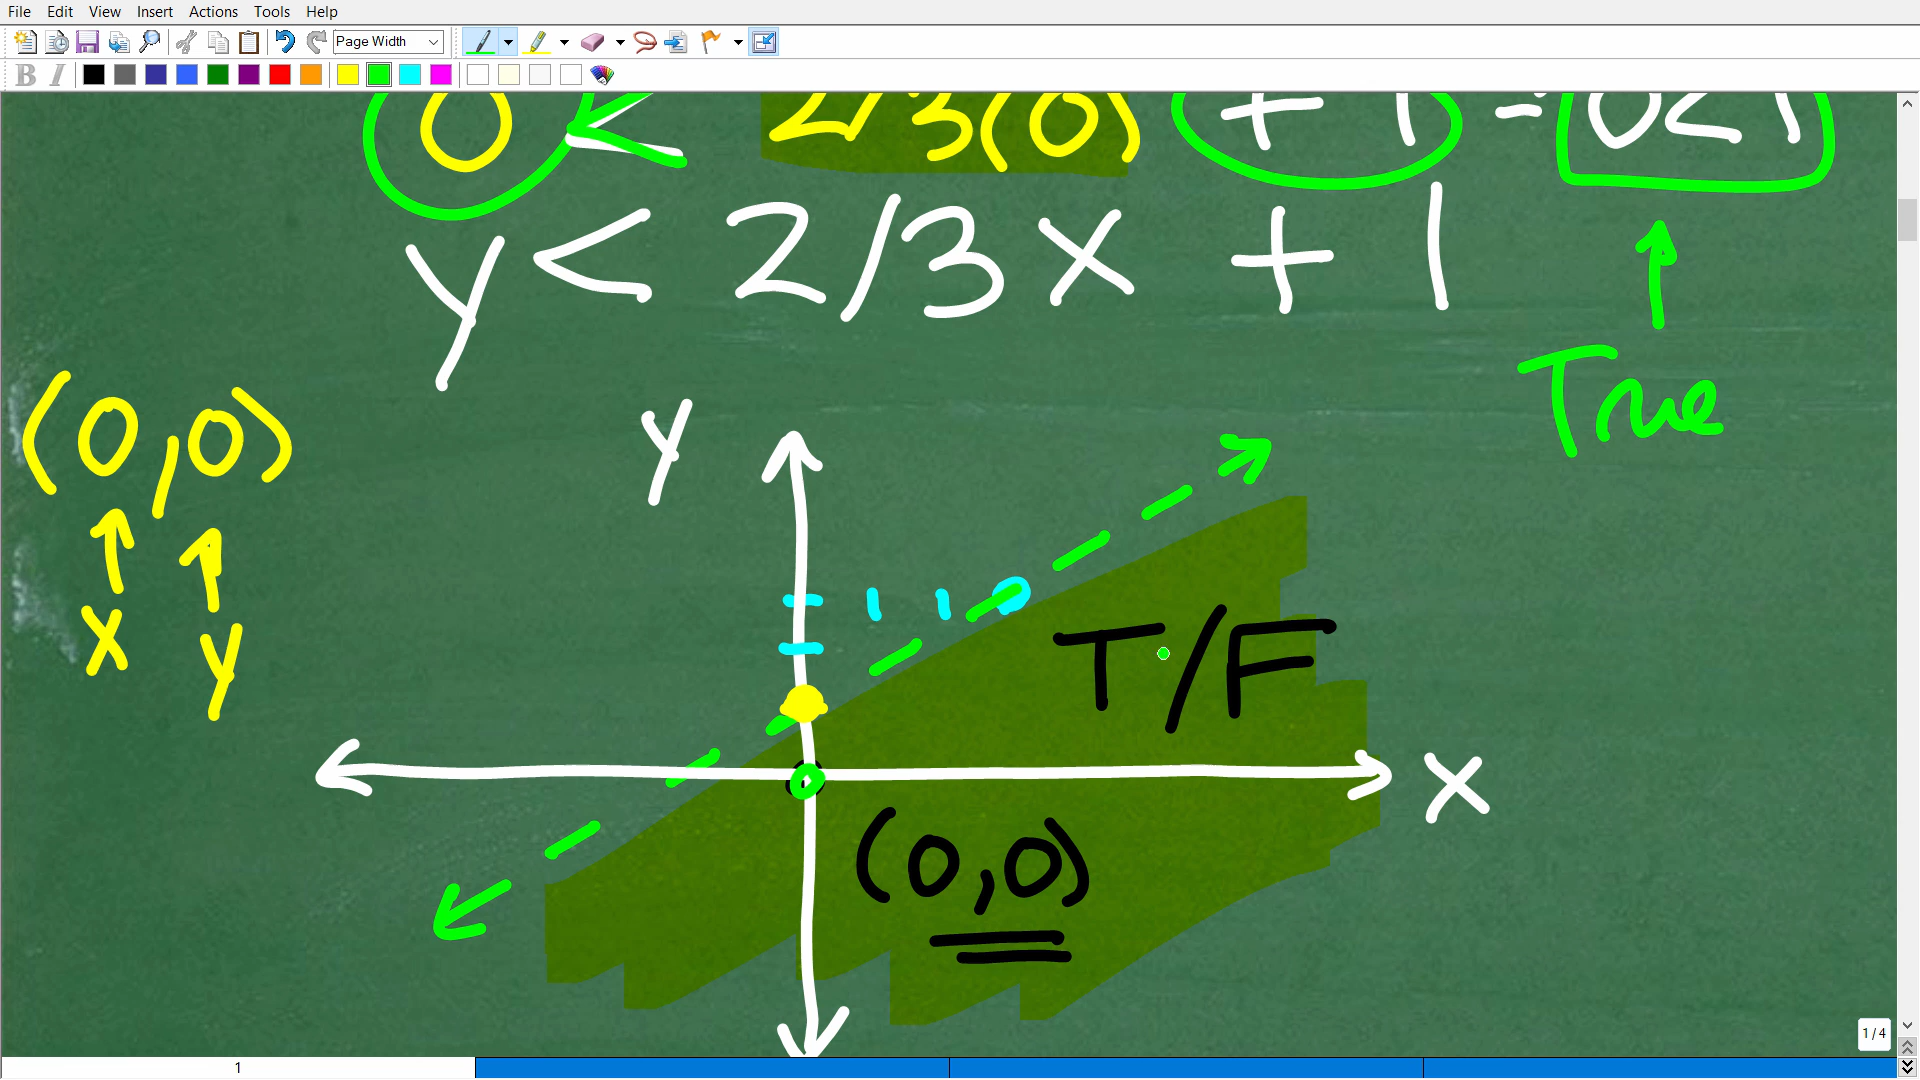 File Edit View Insert Actions Tools Help
Page Width
B I
0 < 2/3(0) + 1 = 0<1
y < 2/3x + 1
True
(0,0)
x y
y
T/F
x
(0,0)
1/4
1